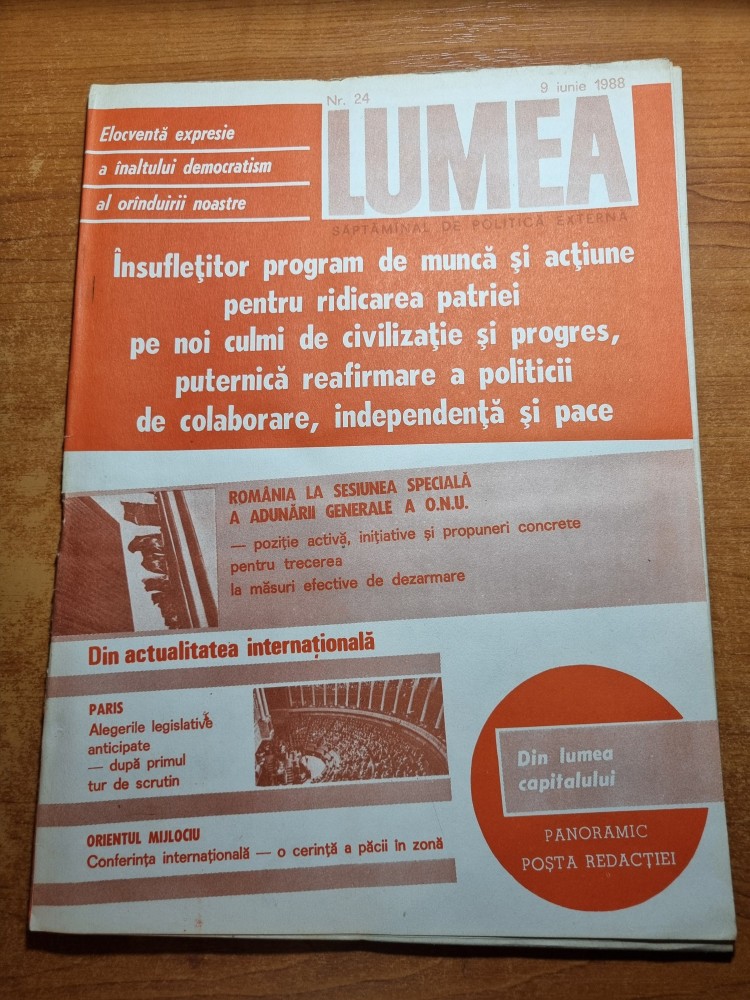 Nr. 24
9 iunie 1988
Elocventă expresie
a înaltului democratism
al orînduirii noastre
LUMEA
SĂPTĂMÎNAL DE POLITICĂ EXTERNĂ
Însufleţitor program de muncă şi acţiune
pentru ridicarea patriei
pe noi culmi de civilizaţie şi progres,
puternică reafirmare a politicii
de colaborare, independenţă şi pace
ROMÂNIA LA SESIUNEA SPECIALĂ
A ADUNĂRII GENERALE A O.N.U.
— poziţie activă, iniţiative şi propuneri concrete
pentru trecerea
la măsuri efective de dezarmare
Din actualitatea internaţională
PARIS
Alegerile legislative
anticipate
— după primul
tur de scrutin
ORIENTUL MIJLOCIU
Conferinţa internaţională — o cerinţă a păcii în zonă
Din lumea
capitalului
PANORAMIC
POŞTA REDACŢIEI